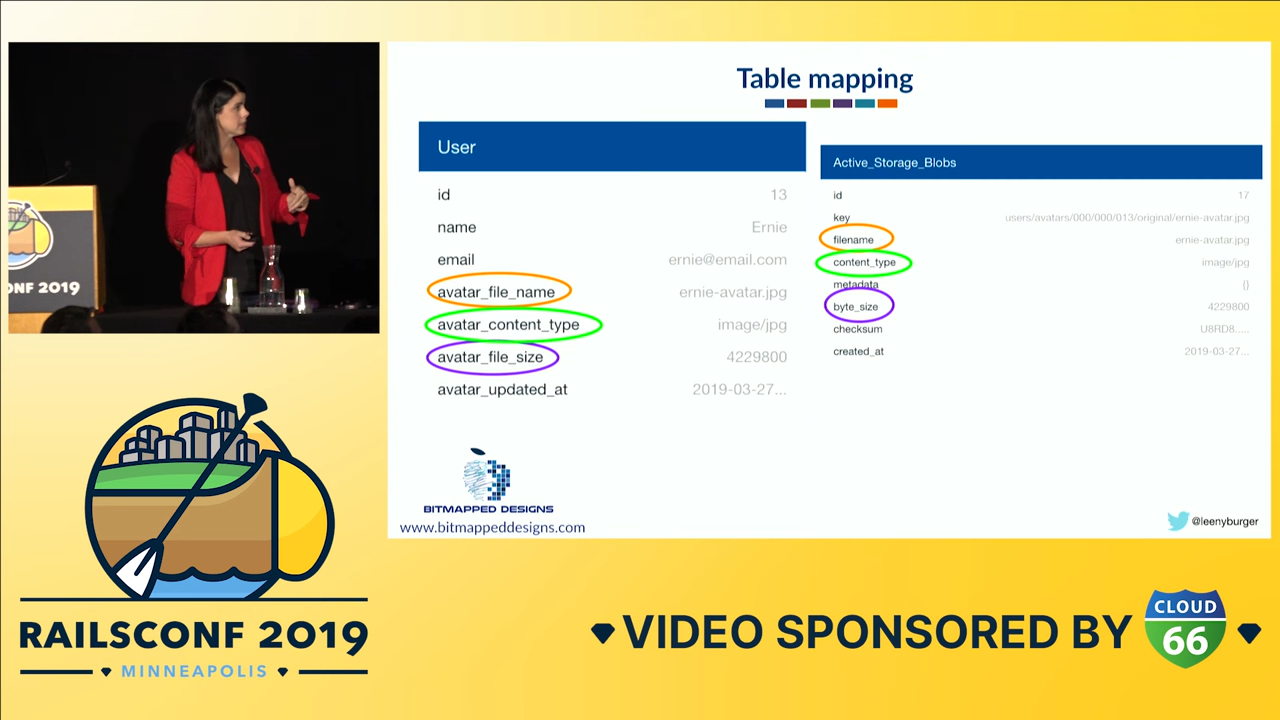 Table mapping
User
id 13
name Ernie
email ernie@email.com
avatar_file_name ernie-avatar.jpg
avatar_content_type image/jpg
avatar_file_size 4229800
avatar_updated_at 2019-03-27...
Active_Storage_Blobs
id 17
key users/avatars/000/000/013/original/ernie-avatar.jpg
filename ernie-avatar.jpg
content_type image/jpg
metadata {}
byte_size 4229800
checksum U8RD8.....
created_at 2019-03-27...
BITMAPPED DESIGNS
www.bitmappeddesigns.com
@leenyburger
ONF 2019
RAILSCONF 2019
MINNEAPOLIS
VIDEO SPONSORED BY
CLOUD
66